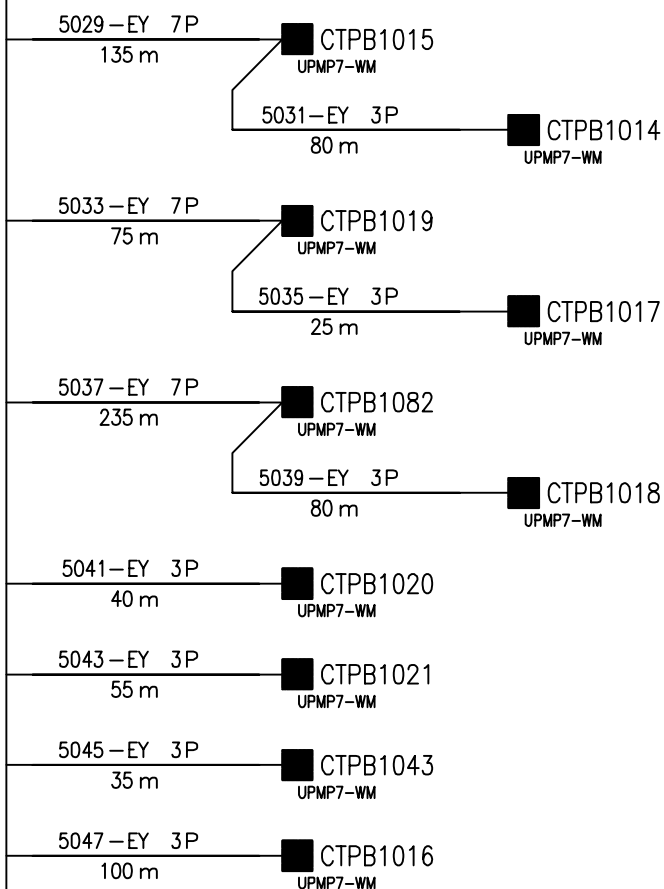 5029-EY 7P
135 m
CTPB1015
UPMP7-WM
5031-EY 3P
80 m
CTPB1014
UPMP7-WM
5033-EY 7P
75 m
CTPB1019
UPMP7-WM
5035-EY 3P
25 m
CTPB1017
UPMP7-WM
5037-EY 7P
235 m
CTPB1082
UPMP7-WM
5039-EY 3P
80 m
CTPB1018
UPMP7-WM
5041-EY 3P
40 m
CTPB1020
UPMP7-WM
5043-EY 3P
55 m
CTPB1021
UPMP7-WM
5045-EY 3P
35 m
CTPB1043
UPMP7-WM
5047-EY 3P
100 m
CTPB1016
UPMP7-WM